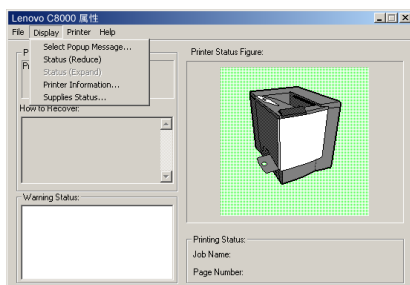 Lenovo C8000 属性
File Display Printer Help
Select Popup Message...
Status (Reduce)
Status (Expand)
Printer Information...
Supplies Status...
How to Recover:
Warning Status:
Printer Status Figure:
Printing Status:
Job Name:
Page Number: